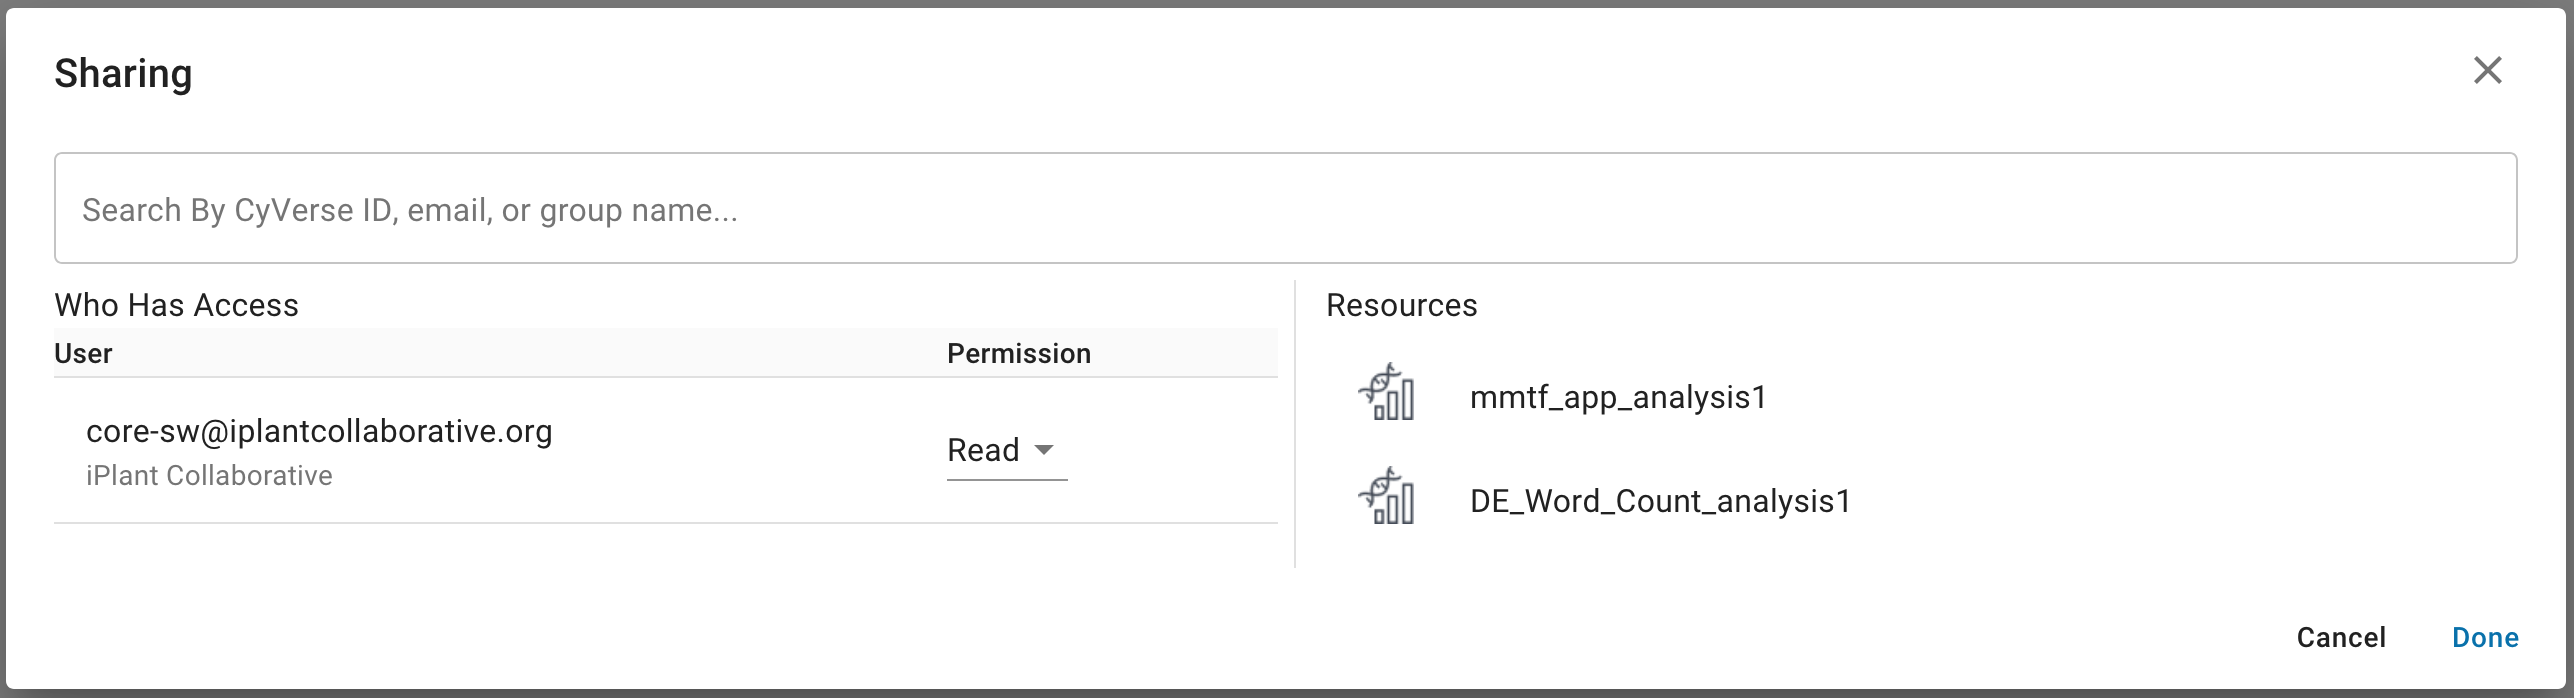 Sharing
Search By CyVerse ID, email, or group name...
Who Has Access
User Permission
core-sw@iplantcollaborative.org
iPlant Collaborative
Read
Resources
mmtf_app_analysis1
DE_Word_Count_analysis1
Cancel Done